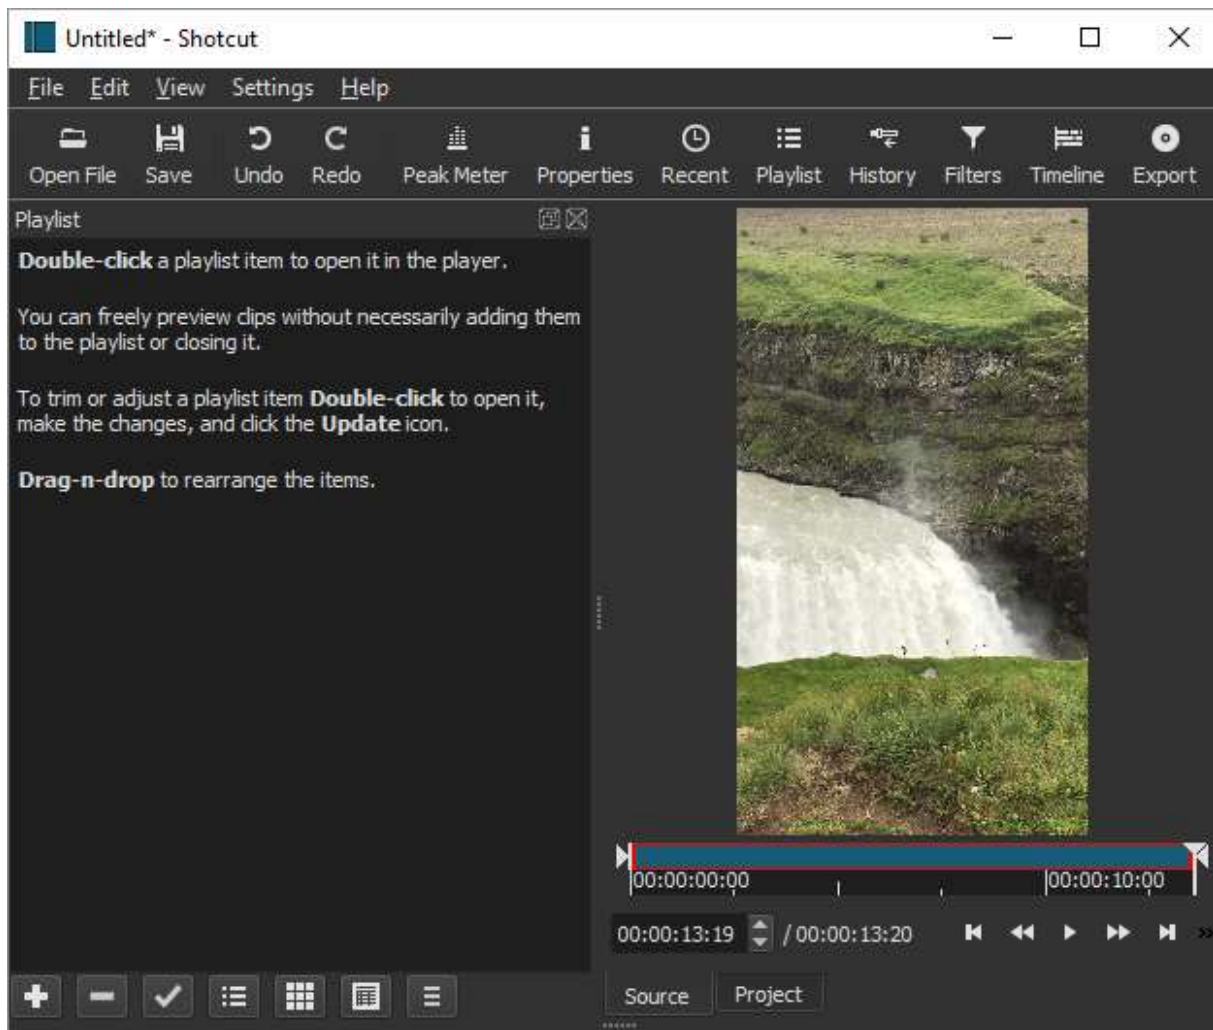 Untitled* - Shotcut
File Edit View Settings Help
Open File Save Undo Redo Peak Meter Properties Recent Playlist History Filters Timeline Export
Playlist
Double-click a playlist item to open it in the player.
You can freely preview clips without necessarily adding them
to the playlist or closing it.
To trim or adjust a playlist item Double-click to open it,
make the changes, and click the Update icon.
Drag-n-drop to rearrange the items.
00:00:00:00 00:00:10:00
00:00:13:19 / 00:00:13:20
Source Project